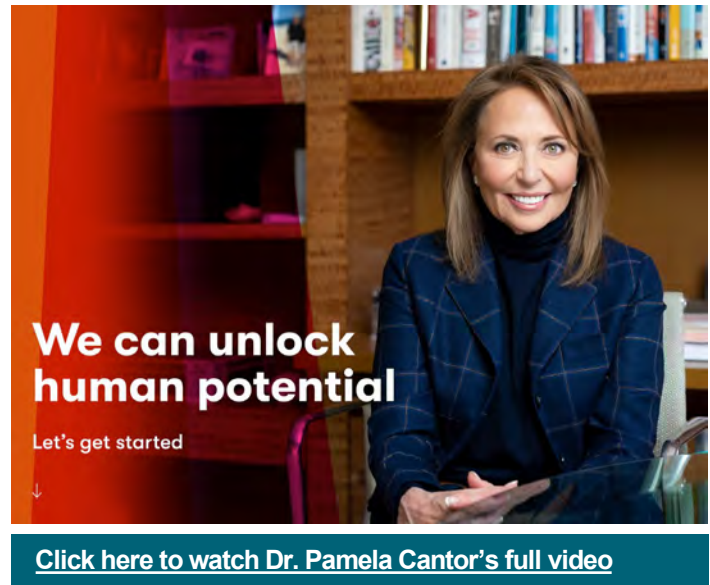 We can unlock
human potential
Let's get started
↓
Click here to watch Dr. Pamela Cantor's full video